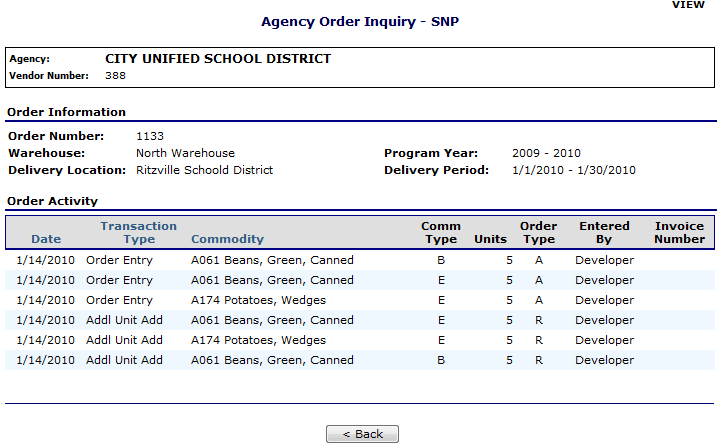 VIEW
Agency Order Inquiry - SNP
Agency: CITY UNIFIED SCHOOL DISTRICT
Vendor Number: 388
Order Information
Order Number: 1133
Warehouse: North Warehouse Program Year: 2009 - 2010
Delivery Location: Ritzville Schoold District Delivery Period: 1/1/2010 - 1/30/2010
Order Activity
Transaction Comm Order Entered Invoice
Date Type Commodity Type Units Type By Number
1/14/2010 Order Entry A061 Beans, Green, Canned B 5 A Developer
1/14/2010 Order Entry A061 Beans, Green, Canned E 5 A Developer
1/14/2010 Order Entry A174 Potatoes, Wedges E 5 A Developer
1/14/2010 Addl Unit Add A061 Beans, Green, Canned E 5 R Developer
1/14/2010 Addl Unit Add A174 Potatoes, Wedges E 5 R Developer
1/14/2010 Addl Unit Add A061 Beans, Green, Canned B 5 R Developer
< Back